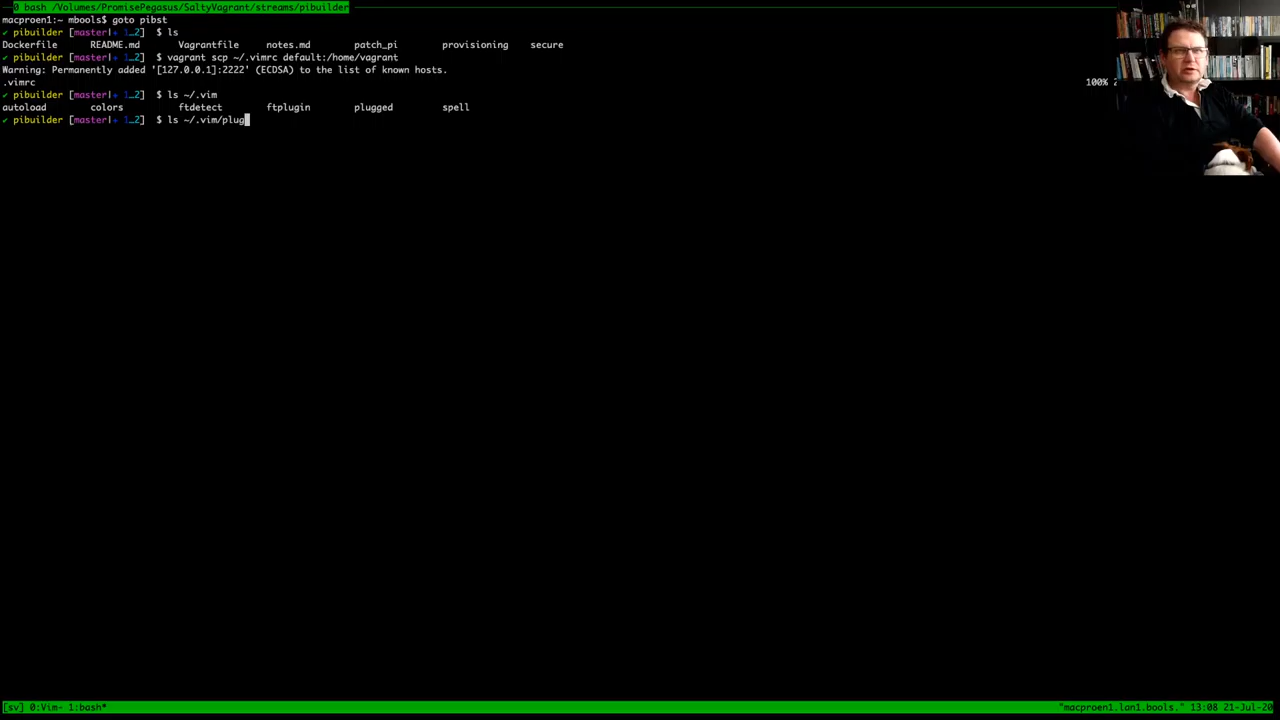 0 bash /Volumes/PromisePegasus/SaltyVagrant/streams/pibuilder
macproen1:~ mbools$ goto pibst
✔ pibuilder [master|✚ 1…2] $ ls
Dockerfile README.md Vagrantfile notes.md patch_pi provisioning secure
✔ pibuilder [master|✚ 1…2] $ vagrant scp ~/.vimrc default:/home/vagrant
Warning: Permanently added '[127.0.0.1]:2222' (ECDSA) to the list of known hosts.
.vimrc 100% 2
✔ pibuilder [master|✚ 1…2] $ ls ~/.vim
autoload colors ftdetect ftplugin plugged spell
✔ pibuilder [master|✚ 1…2] $ ls ~/.vim/plug
[sv] 0:Vim- 1:bash* "macproen1.lan1.bools." 13:08 21-Jul-20